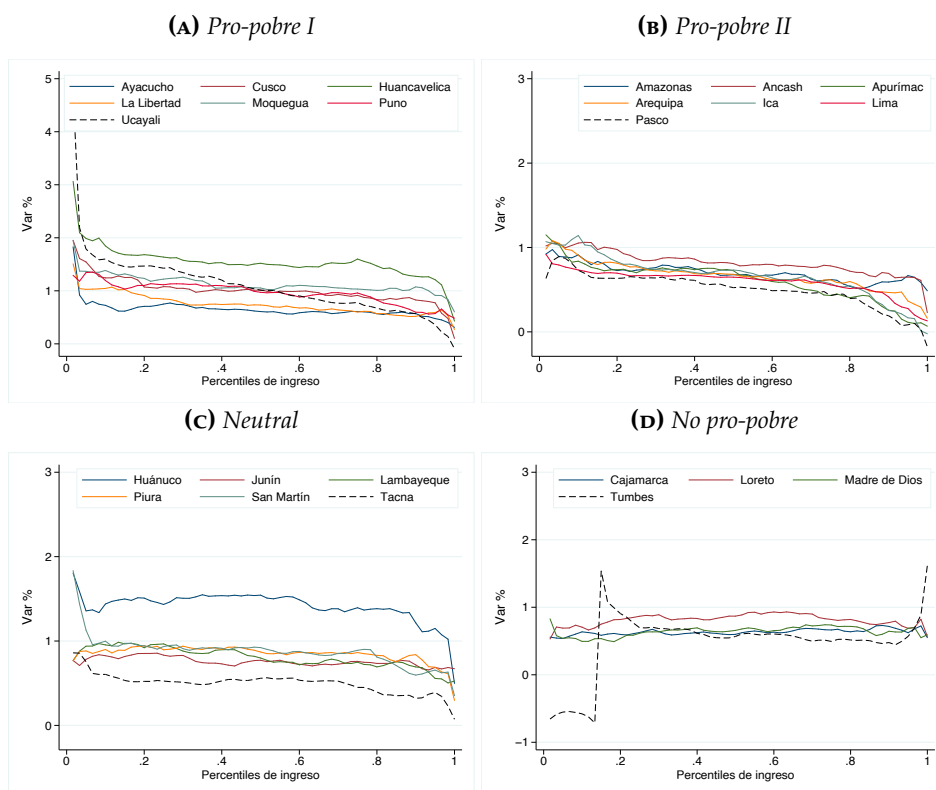 (A) Pro-pobre I
5
4
3
2
1
0
Var %
Ayacucho Cusco Huancavelica
La Libertad Moquegua Puno
Ucayali
0 .2 .4 .6 .8 1
Percentiles de ingreso
(B) Pro-pobre II
3
2
1
0
Var %
Amazonas Ancash Apurímac
Arequipa Ica Lima
Pasco
0 .2 .4 .6 .8 1
Percentiles de ingreso
(C) Neutral
3
2
1
0
Var %
Huánuco Junín Lambayeque
Piura San Martín Tacna
0 .2 .4 .6 .8 1
Percentiles de ingreso
(D) No pro-pobre
3
2
1
0
−1
Var %
Cajamarca Loreto Madre de Dios
Tumbes
0 .2 .4 .6 .8 1
Percentiles de ingreso